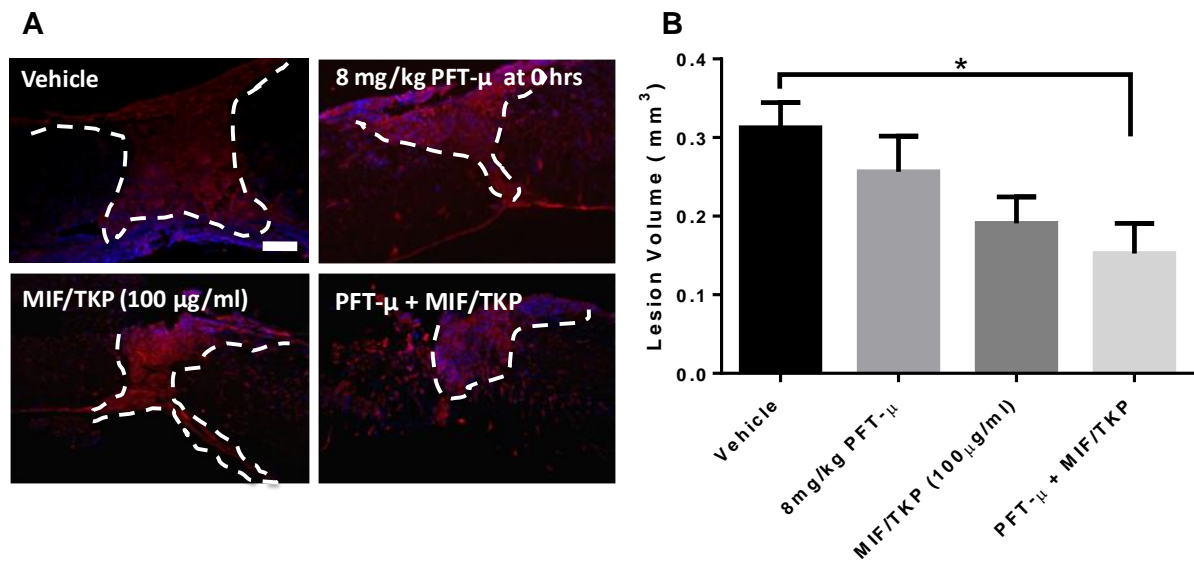 A
Vehicle
8 mg/kg PFT-μ at 0 hrs
MIF/TKP (100 μg/ml)
PFT-μ + MIF/TKP
B
*
Lesion Volume (mm³)
0.4
0.3
0.2
0.1
0.0
Vehicle
8mg/kg PFT-μ
MIF/TKP (100μg/ml)
PFT-μ + MIF/TKP